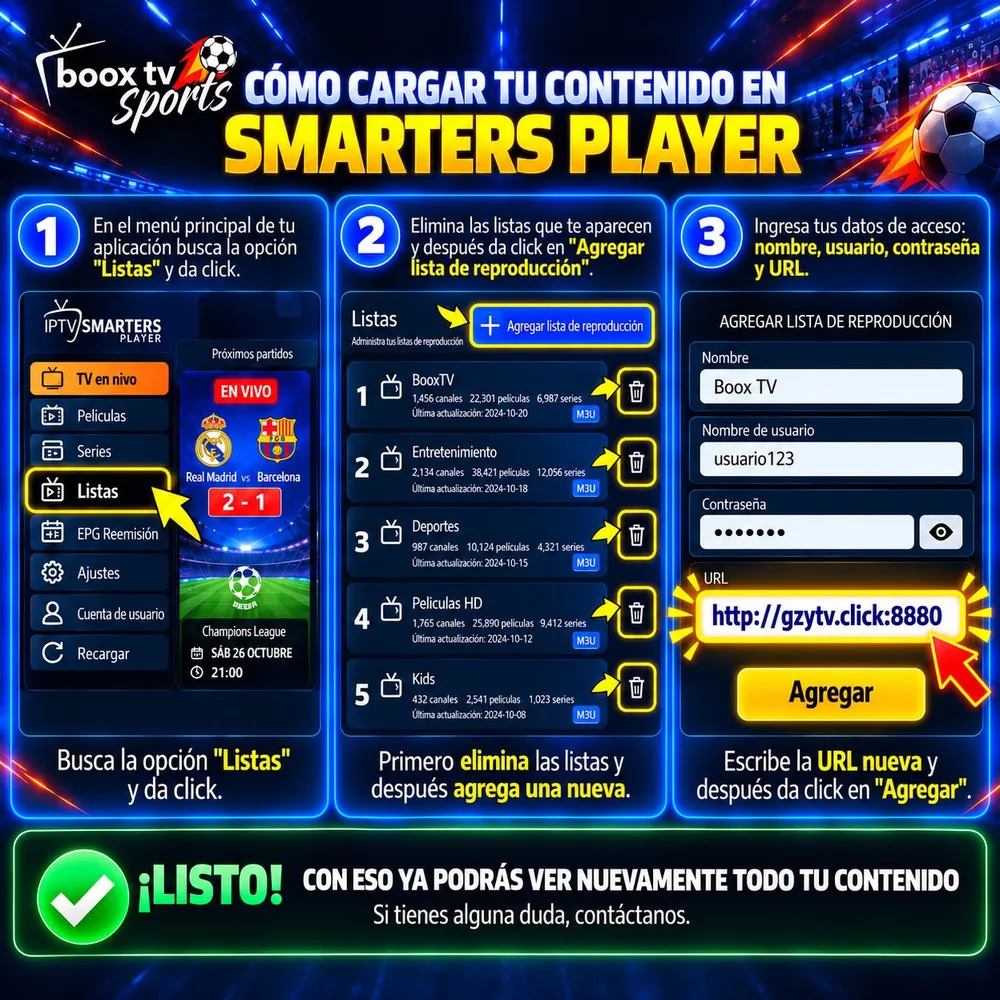 boox tv
sports
CÓMO CARGAR TU CONTENIDO EN
SMARTERS PLAYER
1
En el menú principal de tu
aplicación busca la opción
"Listas" y da click.
IPTV SMARTERS
PLAYER
TV en nivo
Películas
Series
Listas
EPG Reemisión
Ajustes
Cuenta de usuario
Recargar
Próximos partidos
EN VIVO
Real Madrid vs Barcelona
2 - 1
Champions League
SÁB 26 OCTUBRE
21:00
Busca la opción "Listas"
y da click.
2
Elimina las listas que te aparecen
y después da click en "Agregar
lista de reproducción".
Listas
Administra tus listas de reproducción
+ Agregar lista de reproducción
1
BooxTV
1,456 canales 22,301 películas 6,987 series
Última actualización: 2024-10-20
M3U
2
Entretenimiento
2,134 canales 38,421 películas 12,056 series
Última actualización: 2024-10-18
M3U
3
Deportes
987 canales 10,124 películas 4,321 series
Última actualización: 2024-10-15
M3U
4
Películas HD
1,765 canales 25,890 películas 9,412 series
Última actualización: 2024-10-12
M3U
5
Kids
432 canales 2,541 películas 1,023 series
Última actualización: 2024-10-08
M3U
Primero elimina las listas y
después agrega una nueva.
3
Ingresa tus datos de acceso:
nombre, usuario, contraseña
y URL.
AGREGAR LISTA DE REPRODUCCIÓN
Nombre
Boox TV
Nombre de usuario
usuario123
Contraseña
•••••••
URL
http://gzytv.click:8880
Agregar
Escribe la URL nueva y
después da click en "Agregar".
¡LISTO!
CON ESO YA PODRÁS VER NUEVAMENTE TODO TU CONTENIDO
Si tienes alguna duda, contáctanos.